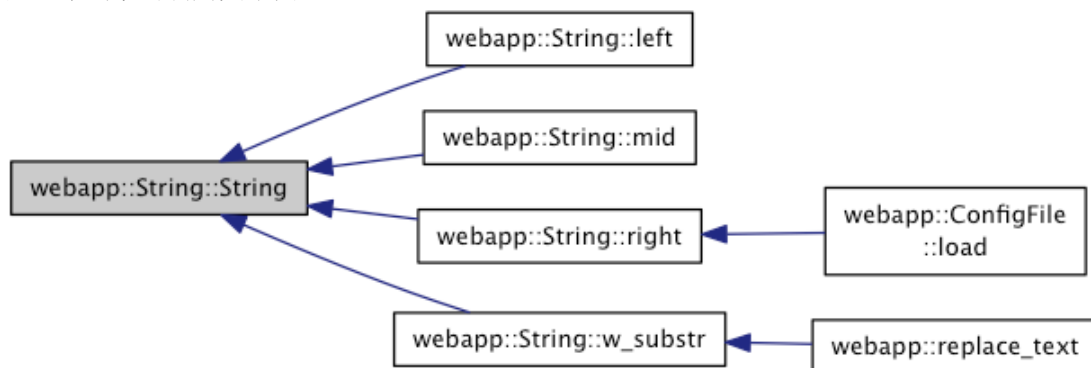 webapp::String::left
webapp::String::mid
webapp::String::String
webapp::String::right
webapp::ConfigFile
::load
webapp::String::w_substr
webapp::replace_text